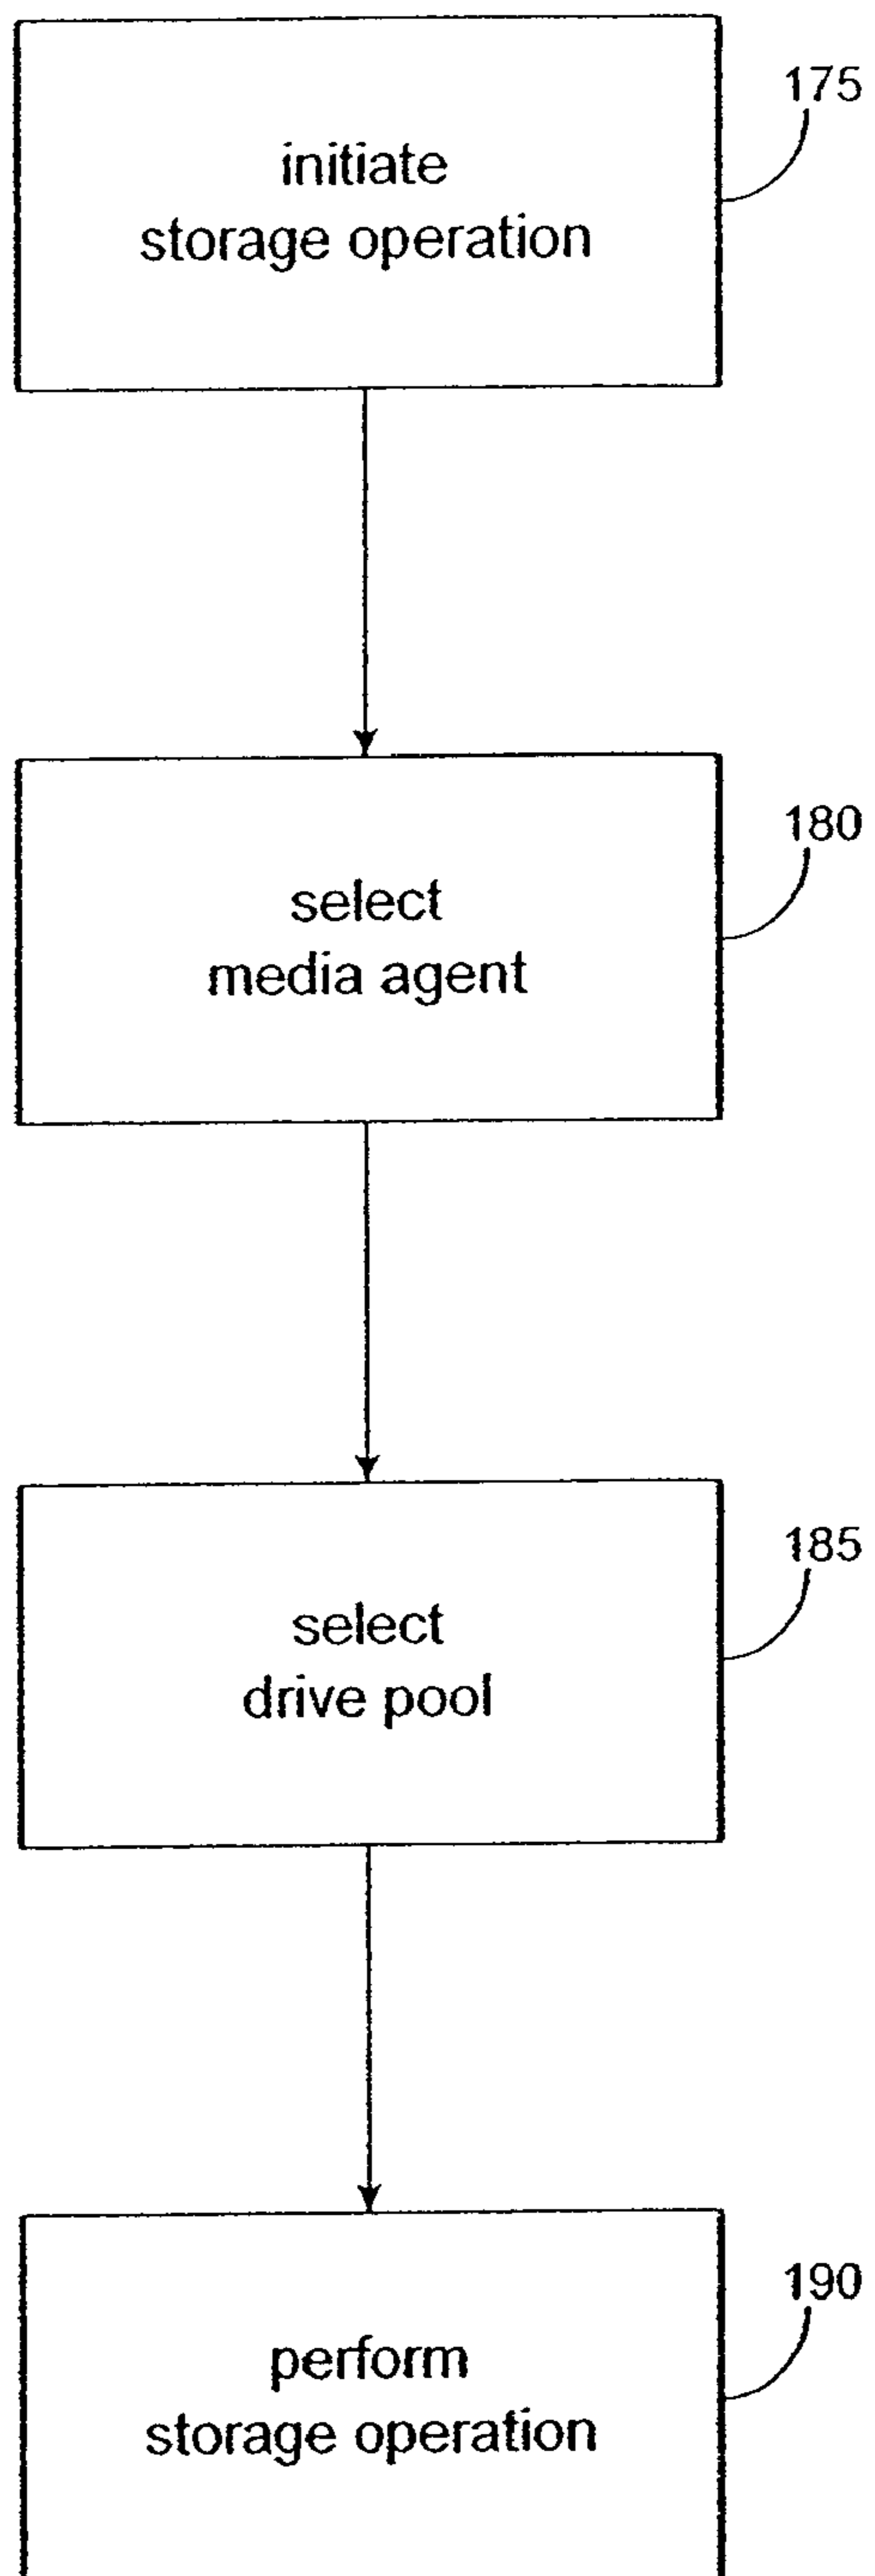 175
initiate
storage operation
180
select
media agent
185
select
drive pool
190
perform
storage operation